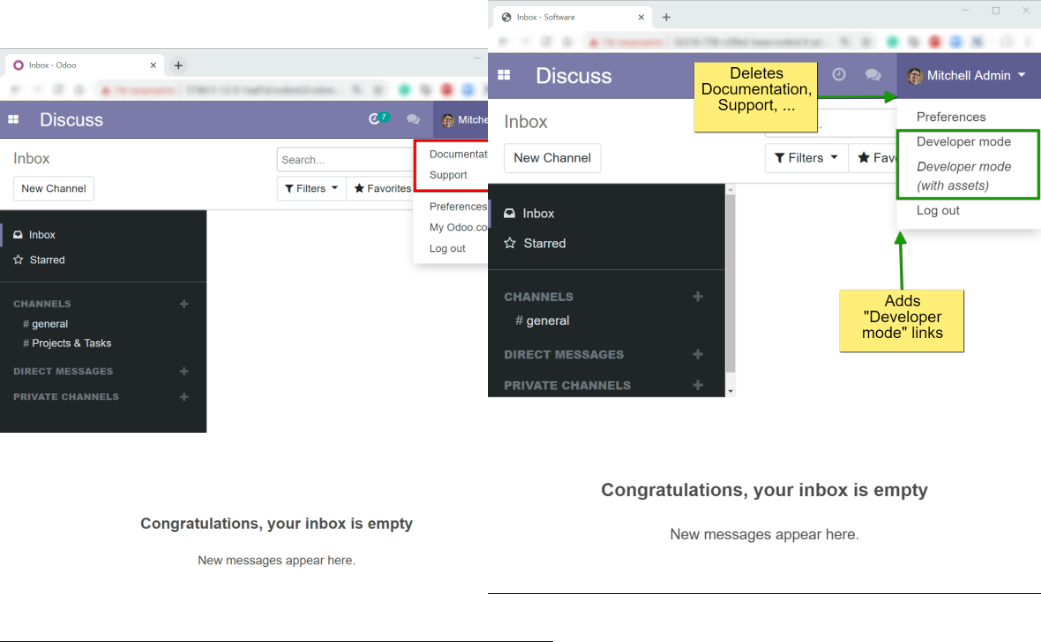 Inbox - Odoo
Discuss
7
Mitche
Inbox
Search...
New Channel
Filters
Favorites
Documentat
Support
Preferences
My Odoo.co
Log out
Inbox
Starred
CHANNELS
# general
# Projects & Tasks
DIRECT MESSAGES
PRIVATE CHANNELS
Congratulations, your inbox is empty
New messages appear here.
Inbox - Software
Discuss
Deletes
Documentation,
Support, ...
Mitchell Admin
Inbox
New Channel
Filters
Fav
Preferences
Developer mode
Developer mode
(with assets)
Log out
Inbox
Starred
CHANNELS
# general
DIRECT MESSAGES
PRIVATE CHANNELS
Adds
"Developer
mode" links
Congratulations, your inbox is empty
New messages appear here.